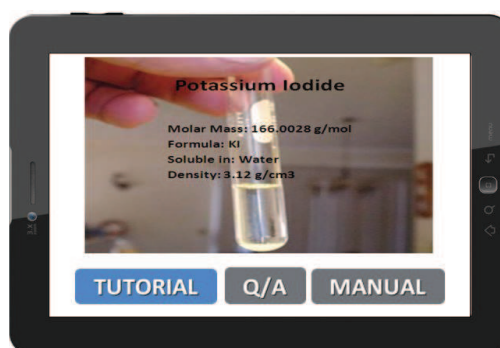 Potassium Iodide
Molar Mass: 166.0028 g/mol
Formula: KI
Soluble in: Water
Density: 3.12 g/cm3
TUTORIAL
Q/A
MANUAL